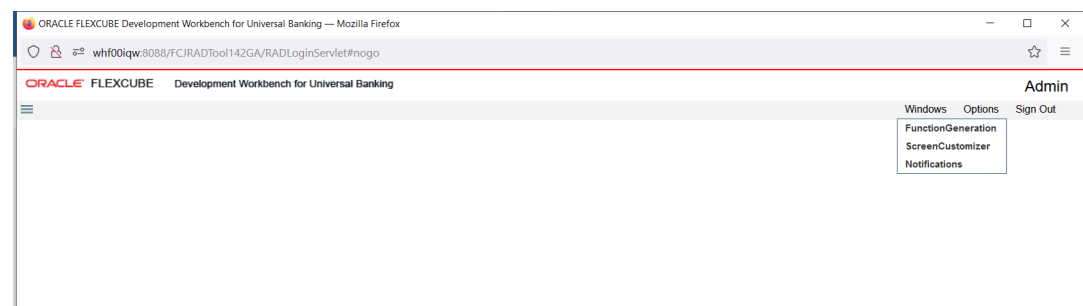 ORACLE FLEXCUBE Development Workbench for Universal Banking — Mozilla Firefox
whf00iqw:8088/FCJRADTool142GA/RADLoginServlet#nogo
ORACLE FLEXCUBE Development Workbench for Universal Banking Admin
Windows Options Sign Out
FunctionGeneration
ScreenCustomizer
Notifications